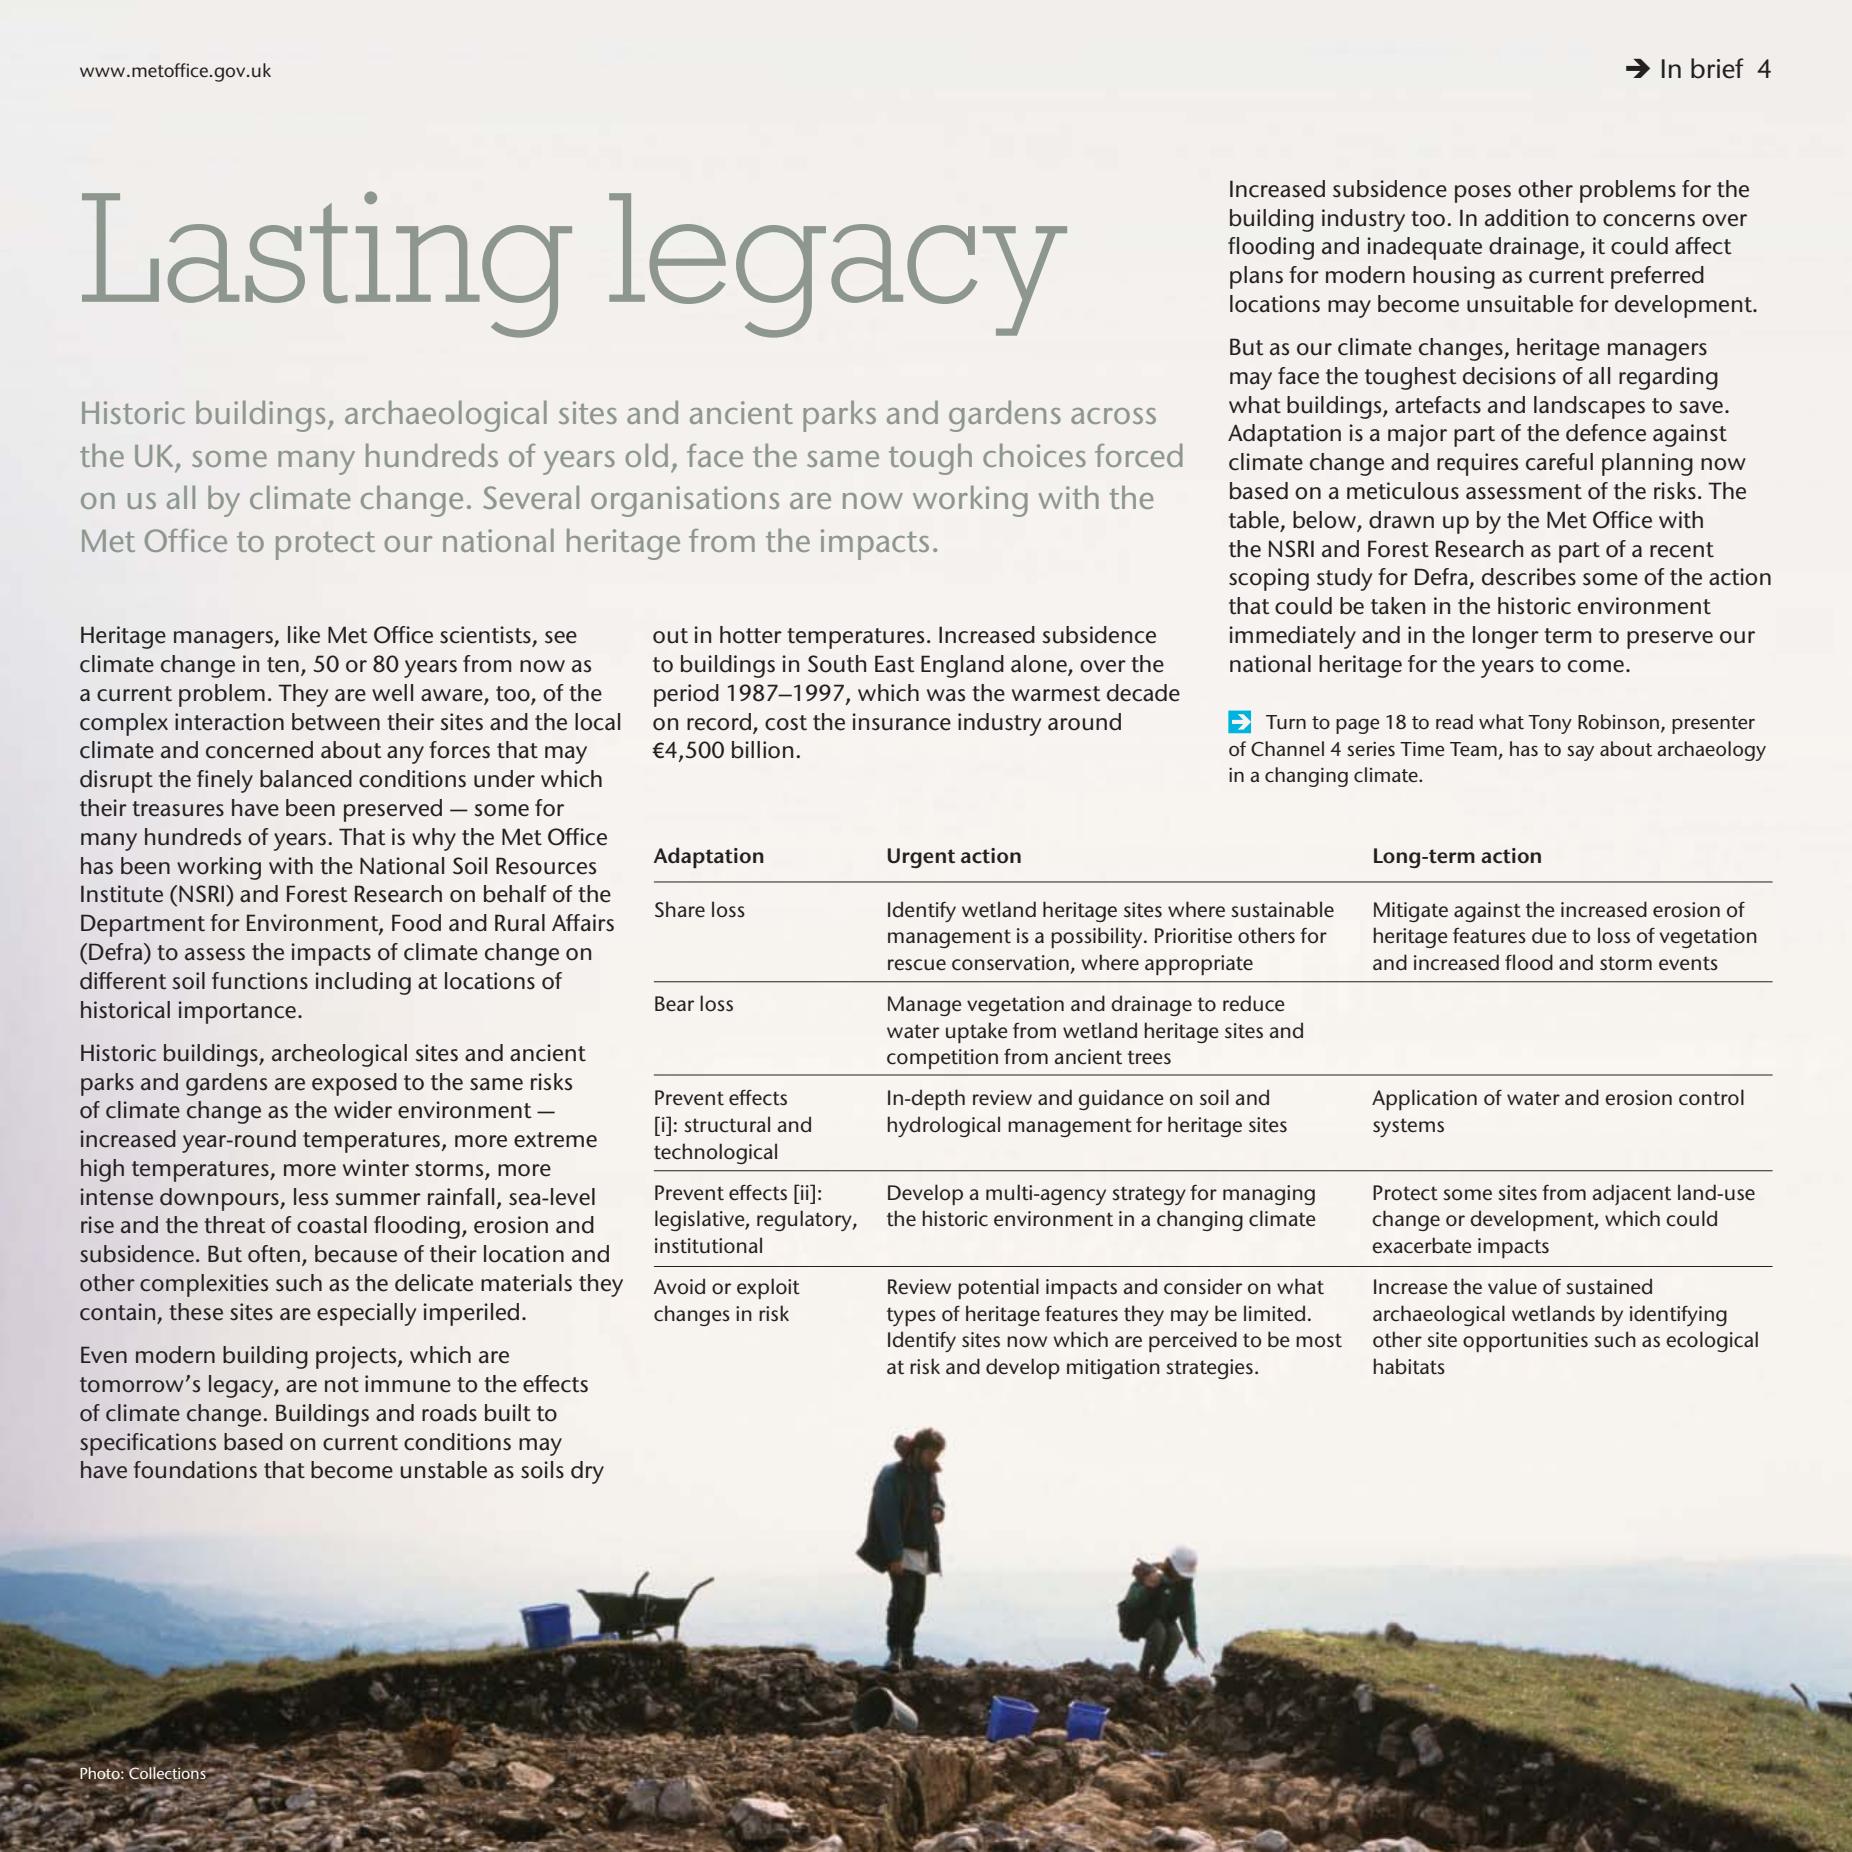 www.metoffice.gov.uk
➔ In brief 4
Lasting legacy
Historic buildings, archaeological sites and ancient parks and gardens across
the UK, some many hundreds of years old, face the same tough choices forced
on us all by climate change. Several organisations are now working with the
Met Office to protect our national heritage from the impacts.
Heritage managers, like Met Office scientists, see
climate change in ten, 50 or 80 years from now as
a current problem. They are well aware, too, of the
complex interaction between their sites and the local
climate and concerned about any forces that may
disrupt the finely balanced conditions under which
their treasures have been preserved — some for
many hundreds of years. That is why the Met Office
has been working with the National Soil Resources
Institute (NSRI) and Forest Research on behalf of the
Department for Environment, Food and Rural Affairs
(Defra) to assess the impacts of climate change on
different soil functions including at locations of
historical importance.
Historic buildings, archeological sites and ancient
parks and gardens are exposed to the same risks
of climate change as the wider environment —
increased year-round temperatures, more extreme
high temperatures, more winter storms, more
intense downpours, less summer rainfall, sea-level
rise and the threat of coastal flooding, erosion and
subsidence. But often, because of their location and
other complexities such as the delicate materials they
contain, these sites are especially imperiled.
Even modern building projects, which are
tomorrow's legacy, are not immune to the effects
of climate change. Buildings and roads built to
specifications based on current conditions may
have foundations that become unstable as soils dry
out in hotter temperatures. Increased subsidence
to buildings in South East England alone, over the
period 1987–1997, which was the warmest decade
on record, cost the insurance industry around
€4,500 billion.
Increased subsidence poses other problems for the
building industry too. In addition to concerns over
flooding and inadequate drainage, it could affect
plans for modern housing as current preferred
locations may become unsuitable for development.
But as our climate changes, heritage managers
may face the toughest decisions of all regarding
what buildings, artefacts and landscapes to save.
Adaptation is a major part of the defence against
climate change and requires careful planning now
based on a meticulous assessment of the risks. The
table, below, drawn up by the Met Office with
the NSRI and Forest Research as part of a recent
scoping study for Defra, describes some of the action
that could be taken in the historic environment
immediately and in the longer term to preserve our
national heritage for the years to come.
➔ Turn to page 18 to read what Tony Robinson, presenter
of Channel 4 series Time Team, has to say about archaeology
in a changing climate.
Adaptation
Urgent action
Long-term action
Share loss
Identify wetland heritage sites where sustainable
management is a possibility. Prioritise others for
rescue conservation, where appropriate
Mitigate against the increased erosion of
heritage features due to loss of vegetation
and increased flood and storm events
Bear loss
Manage vegetation and drainage to reduce
water uptake from wetland heritage sites and
competition from ancient trees
Prevent effects
[i]: structural and
technological
In-depth review and guidance on soil and
hydrological management for heritage sites
Application of water and erosion control
systems
Prevent effects [ii]:
legislative, regulatory,
institutional
Develop a multi-agency strategy for managing
the historic environment in a changing climate
Protect some sites from adjacent land-use
change or development, which could
exacerbate impacts
Avoid or exploit
changes in risk
Review potential impacts and consider on what
types of heritage features they may be limited.
Identify sites now which are perceived to be most
at risk and develop mitigation strategies.
Increase the value of sustained
archaeological wetlands by identifying
other site opportunities such as ecological
habitats
Photo: Collections